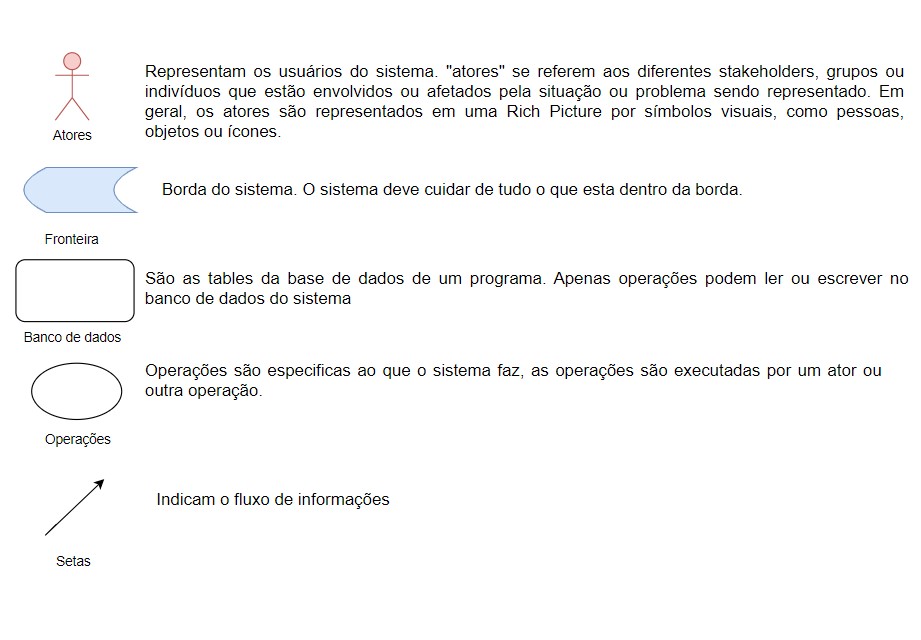 Representam os usuários do sistema. "atores" se referem aos diferentes stakeholders, grupos ou
indivíduos que estão envolvidos ou afetados pela situação ou problema sendo representado. Em
geral, os atores são representados em uma Rich Picture por símbolos visuais, como pessoas,
objetos ou ícones.
Atores
Borda do sistema. O sistema deve cuidar de tudo o que esta dentro da borda.
Fronteira
São as tables da base de dados de um programa. Apenas operações podem ler ou escrever no
banco de dados do sistema
Banco de dados
Operações são especificas ao que o sistema faz, as operações são executadas por um ator ou
outra operação.
Operações
Indicam o fluxo de informações
Setas